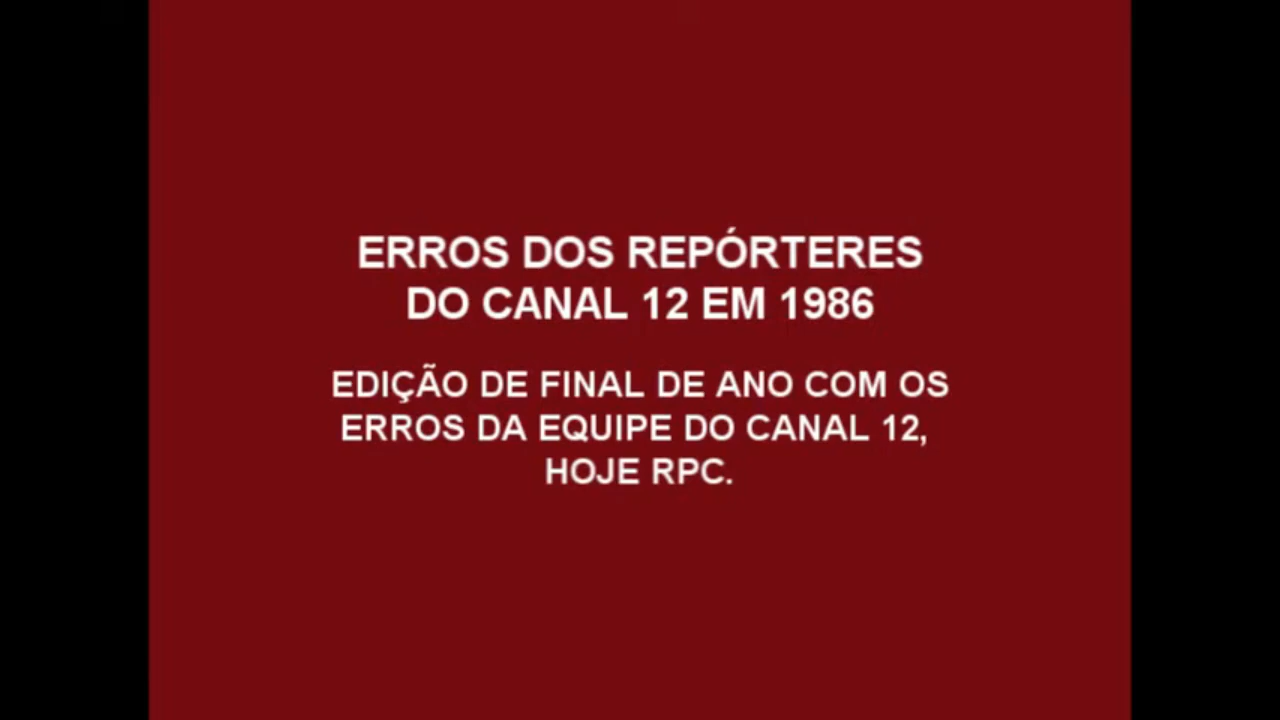 ERROS DOS REPÓRTERES
DO CANAL 12 EM 1986
EDIÇÃO DE FINAL DE ANO COM OS
ERROS DA EQUIPE DO CANAL 12,
HOJE RPC.